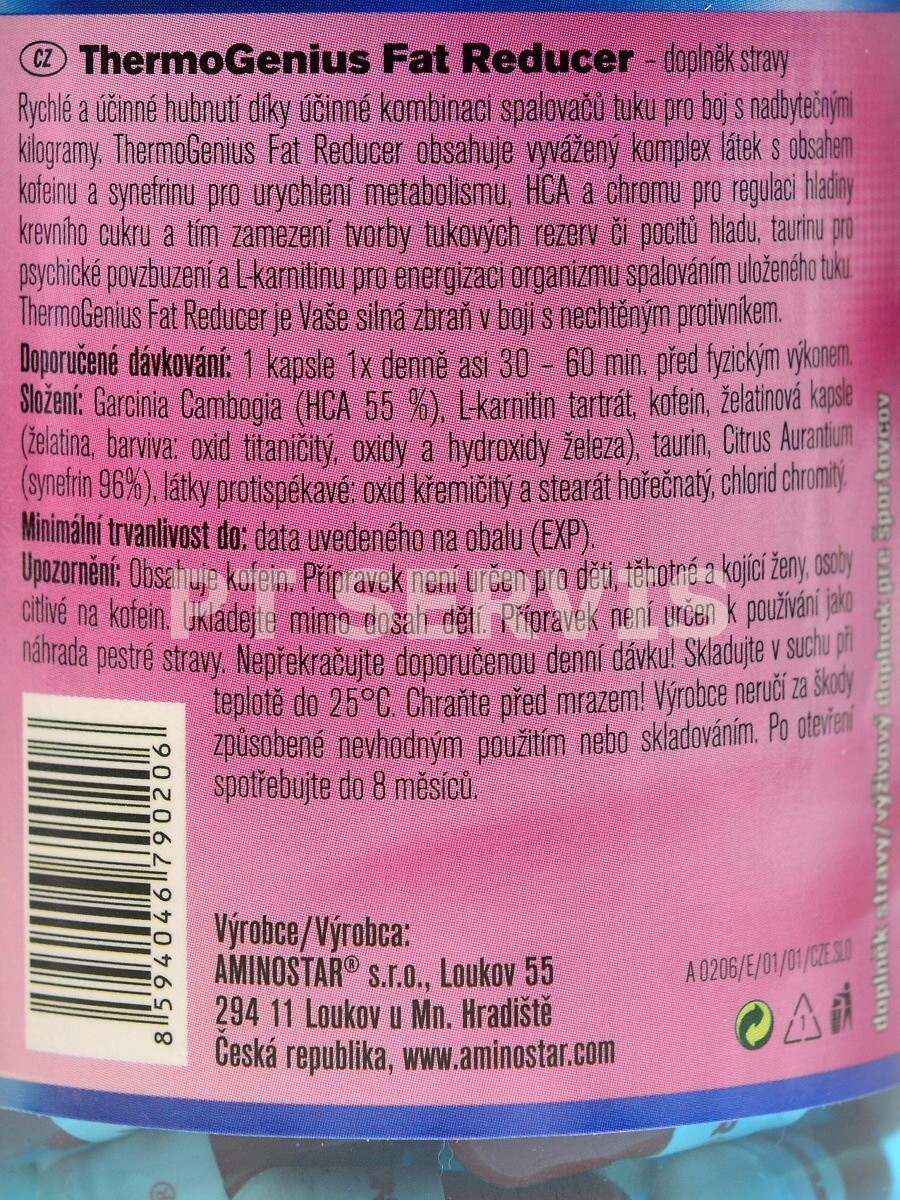 CZ ThermoGenius Fat Reducer – doplněk stravy
Rychlé a účinné hubnutí díky účinné kombinaci spalovačů tuku pro boj s nadbytečnými
kilogramy. ThermoGenius Fat Reducer obsahuje vyvážený komplex látek s obsahem
kofeinu a synefrinu pro urychlení metabolismu, HCA a chromu pro regulaci hladiny
krevního cukru a tím zamezení tvorby tukových rezerv či pocitů hladu, taurinu pro
psychické povzbuzení a L-karnitinu pro energizaci organizmu spalováním uloženého tuku.
ThermoGenius Fat Reducer je Vaše silná zbraň v boji s nechtěným protivníkem.
Doporučené dávkování: 1 kapsle 1x denně asi 30 – 60 min. před fyzickým výkonem.
Složení: Garcinia Cambogia (HCA 55 %), L-karnitin tartrát, kofein, želatinová kapsle
(želatina, barviva: oxid titaničitý, oxidy a hydroxidy železa), taurin, Citrus Aurantium
(synefrin 96%), látky protispékavé: oxid křemičitý a stearát hořečnatý, chlorid chromitý.
Minimální trvanlivost do: data uvedeného na obalu (EXP).
Upozornění: Obsahuje kofein. Přípravek není určen pro děti, těhotné a kojící ženy, osoby
citlivé na kofein. Ukládejte mimo dosah dětí. Přípravek není určen k používání jako
náhrada pestré stravy. Nepřekračujte doporučenou denní dávku! Skladujte v suchu při
teplotě do 25°C. Chraňte před mrazem! Výrobce neručí za škody
způsobené nevhodným použitím nebo skladováním. Po otevření
spotřebujte do 8 měsíců.
PT SERVIS
8 594046 790206
Výrobce/Výrobca:
AMINOSTAR® s.r.o., Loukov 55
294 11 Loukov u Mn. Hradiště
Česká republika, www.aminostar.com
A 0206/E/01/01/CZE.SLO
1
doplněk stravy/výživový doplnok pre športovcov